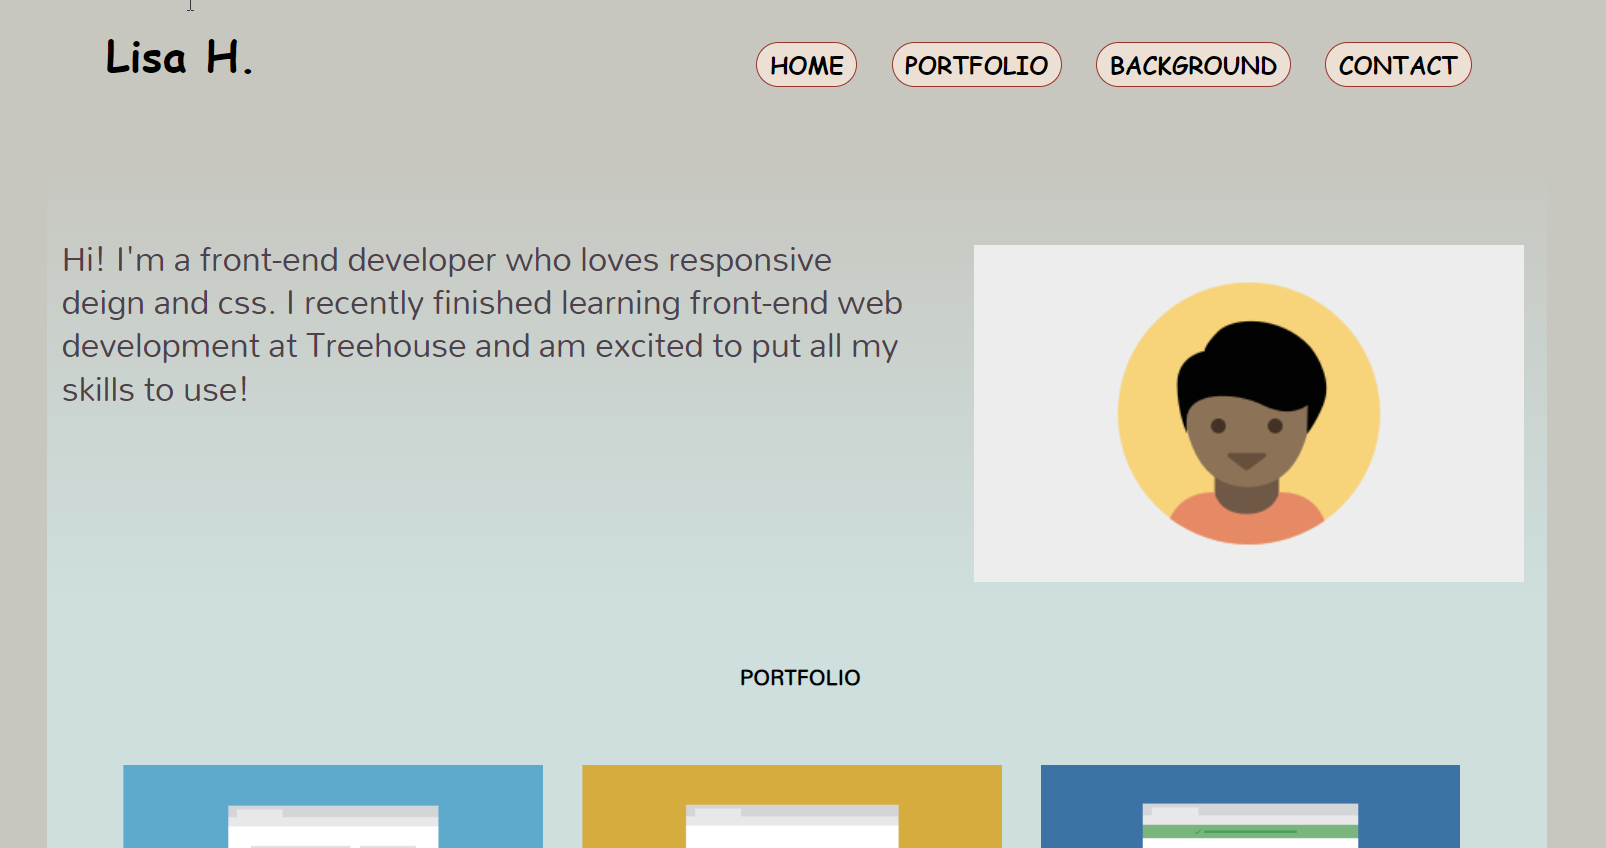 Lisa H.
HOME PORTFOLIO BACKGROUND CONTACT
Hi! I'm a front-end developer who loves responsive
deign and css. I recently finished learning front-end web
development at Treehouse and am excited to put all my
skills to use!
PORTFOLIO